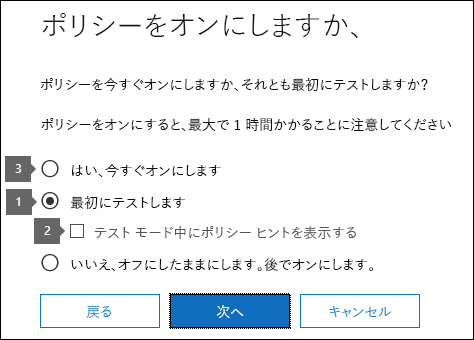 ポリシーをオンにしますか、
ポリシーを今すぐオンにしますか、それとも最初にテストしますか?
ポリシーをオンにすると、最大で 1 時間かかることに注意してください
3 はい、今すぐオンにします
1 最初にテストします
2 テスト モード中にポリシー ヒントを表示する
いいえ、オフにしたままにします。後でオンにします。
戻る 次へ キャンセル